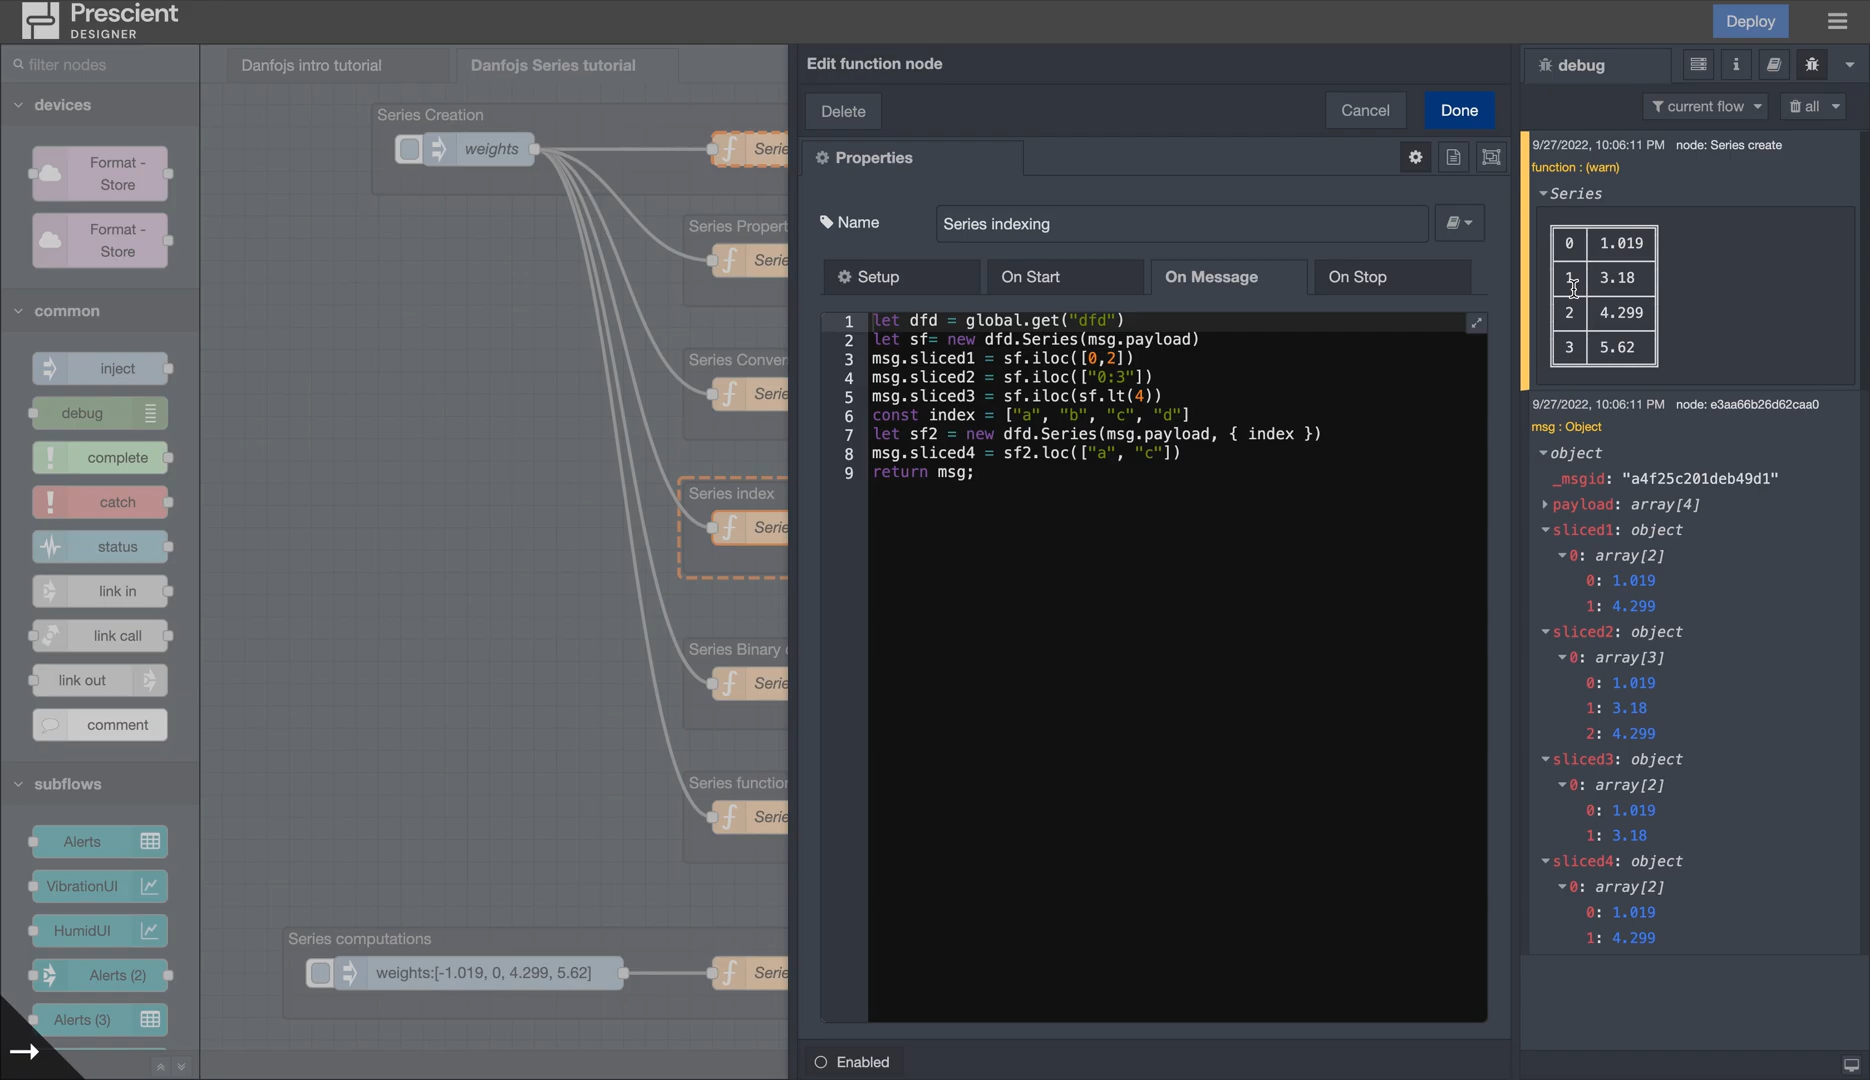 Prescient
DESIGNER
Deploy
filter nodes
devices
Format -
Store
Format -
Store
common
inject
debug
complete
catch
status
link in
link call
link out
comment
subflows
Alerts
VibrationUI
HumidUI
Alerts (2)
Alerts (3)
Danfojs intro tutorial
Danfojs Series tutorial
Series Creation
weights
Serie
Series Propert
Serie
Series Conver
Serie
Series index
Serie
Series Binary
Serie
Series function
Serie
Series computations
weights:[-1.019, 0, 4.299, 5.62]
Serie
Edit function node
Delete
Cancel
Done
Properties
Name
Series indexing
Setup
On Start
On Message
On Stop
1 let dfd = global.get("dfd")
2 let sf= new dfd.Series(msg.payload)
3 msg.sliced1 = sf.iloc([0,2])
4 msg.sliced2 = sf.iloc(["0:3"])
5 msg.sliced3 = sf.iloc(sf.lt(4))
6 const index = ["a", "b", "c", "d"]
7 let sf2 = new dfd.Series(msg.payload, { index })
8 msg.sliced4 = sf2.loc(["a", "c"])
9 return msg;
Enabled
debug
current flow
all
9/27/2022, 10:06:11 PM node: Series create
function : (warn)
Series
0 1.019
1 3.18
2 4.299
3 5.62
9/27/2022, 10:06:11 PM node: e3aa66b26d62caa0
msg : Object
object
_msgid: "a4f25c201deb49d1"
payload: array[4]
sliced1: object
0: array[2]
0: 1.019
1: 4.299
sliced2: object
0: array[3]
0: 1.019
1: 3.18
2: 4.299
sliced3: object
0: array[2]
0: 1.019
1: 3.18
sliced4: object
0: array[2]
0: 1.019
1: 4.299